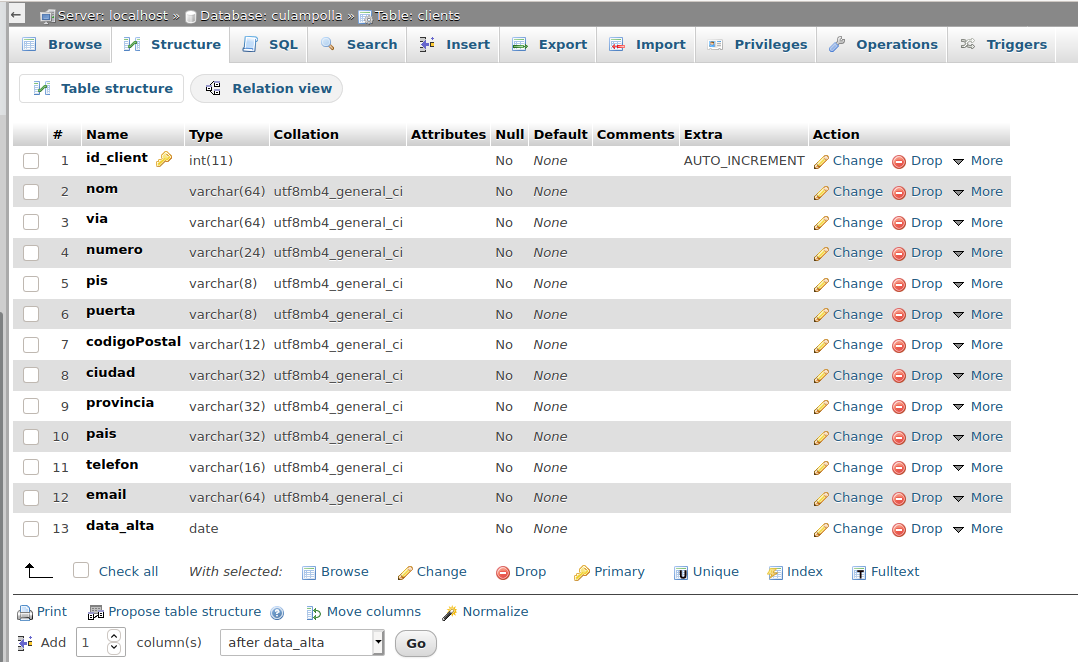 ← Server: localhost » Database: culampolla » Table: clients
Browse Structure SQL Search Insert Export Import Privileges Operations Triggers
Table structure Relation view
# Name Type Collation Attributes Null Default Comments Extra Action
1 id_client int(11) No None AUTO_INCREMENT Change Drop More
2 nom varchar(64) utf8mb4_general_ci No None Change Drop More
3 via varchar(64) utf8mb4_general_ci No None Change Drop More
4 numero varchar(24) utf8mb4_general_ci No None Change Drop More
5 pis varchar(8) utf8mb4_general_ci No None Change Drop More
6 puerta varchar(8) utf8mb4_general_ci No None Change Drop More
7 codigoPostal varchar(12) utf8mb4_general_ci No None Change Drop More
8 ciudad varchar(32) utf8mb4_general_ci No None Change Drop More
9 provincia varchar(32) utf8mb4_general_ci No None Change Drop More
10 pais varchar(32) utf8mb4_general_ci No None Change Drop More
11 telefon varchar(16) utf8mb4_general_ci No None Change Drop More
12 email varchar(64) utf8mb4_general_ci No None Change Drop More
13 data_alta date No None Change Drop More
Check all With selected: Browse Change Drop Primary Unique Index Fulltext
Print Propose table structure Move columns Normalize
Add 1 column(s) after data_alta Go